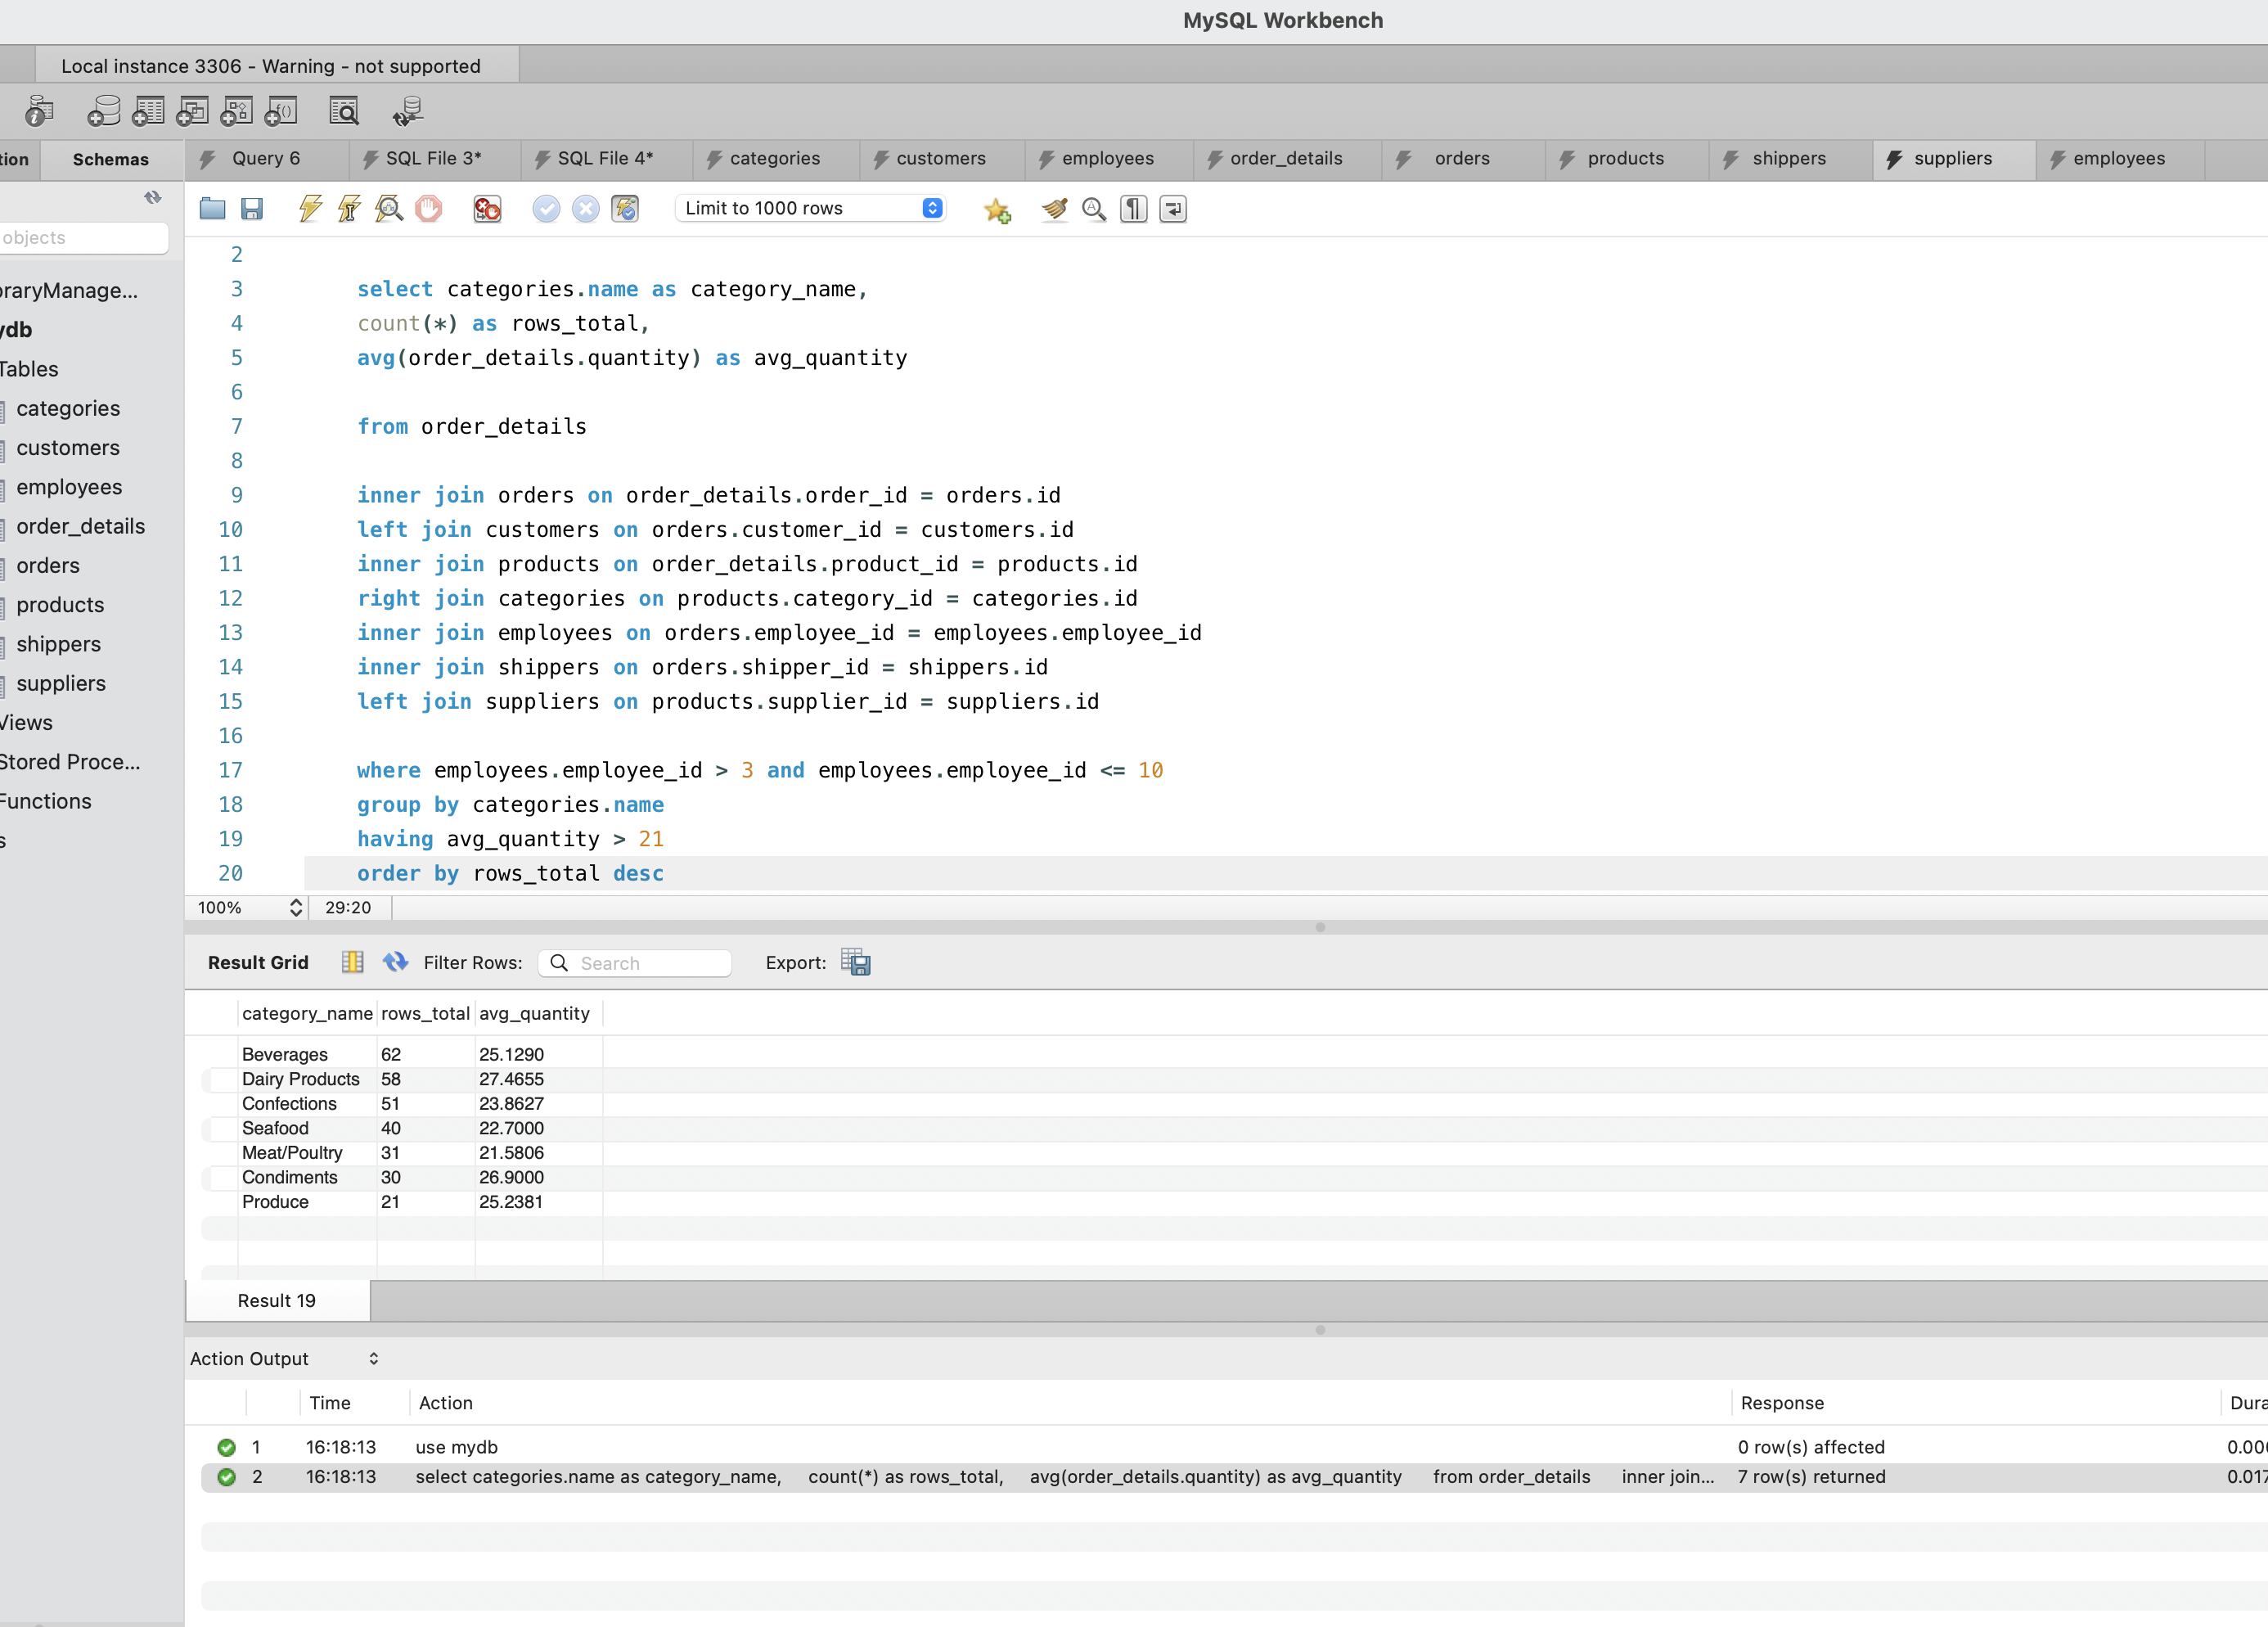 MySQL Workbench
Local instance 3306 - Warning - not supported
tion Schemas Query 6 SQL File 3* SQL File 4* categories customers employees order_details orders products shippers suppliers employees
Limit to 1000 rows
objects
braryManage...
ydb
Tables
categories
customers
employees
order_details
orders
products
shippers
suppliers
Views
Stored Proce...
Functions
s
2
3 select categories.name as category_name,
4 count(*) as rows_total,
5 avg(order_details.quantity) as avg_quantity
6
7 from order_details
8
9 inner join orders on order_details.order_id = orders.id
10 left join customers on orders.customer_id = customers.id
11 inner join products on order_details.product_id = products.id
12 right join categories on products.category_id = categories.id
13 inner join employees on orders.employee_id = employees.employee_id
14 inner join shippers on orders.shipper_id = shippers.id
15 left join suppliers on products.supplier_id = suppliers.id
16
17 where employees.employee_id > 3 and employees.employee_id <= 10
18 group by categories.name
19 having avg_quantity > 21
20 order by rows_total desc
100% 29:20
Result Grid Filter Rows: Search Export:
category_name rows_total avg_quantity
Beverages 62 25.1290
Dairy Products 58 27.4655
Confections 51 23.8627
Seafood 40 22.7000
Meat/Poultry 31 21.5806
Condiments 30 26.9000
Produce 21 25.2381
Result 19
Action Output
Time Action Response Dura
1 16:18:13 use mydb 0 row(s) affected 0.000
2 16:18:13 select categories.name as category_name, count(*) as rows_total, avg(order_details.quantity) as avg_quantity from order_details inner join... 7 row(s) returned 0.017